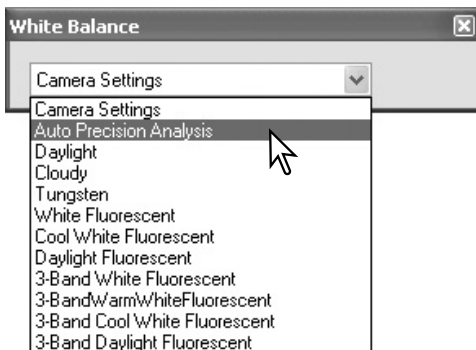 White Balance
Camera Settings
Camera Settings
Auto Precision Analysis
Daylight
Cloudy
Tungsten
White Fluorescent
Cool White Fluorescent
Daylight Fluorescent
3-Band White Fluorescent
3-BandWarmWhiteFluorescent
3-Band Cool White Fluorescent
3-Band Daylight Fluorescent